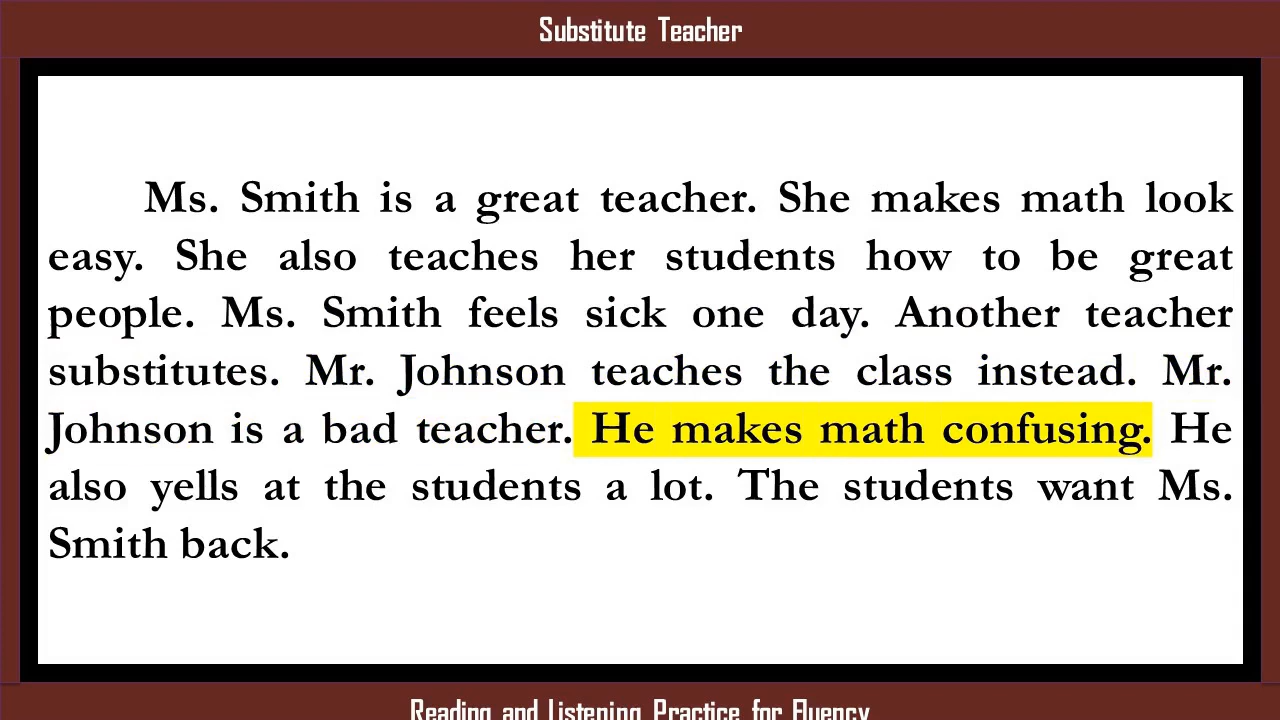 Substitute Teacher
Ms. Smith is a great teacher. She makes math look
easy. She also teaches her students how to be great
people. Ms. Smith feels sick one day. Another teacher
substitutes. Mr. Johnson teaches the class instead. Mr.
Johnson is a bad teacher. He makes math confusing. He
also yells at the students a lot. The students want Ms.
Smith back.
Reading and Listening Practice for Fluency